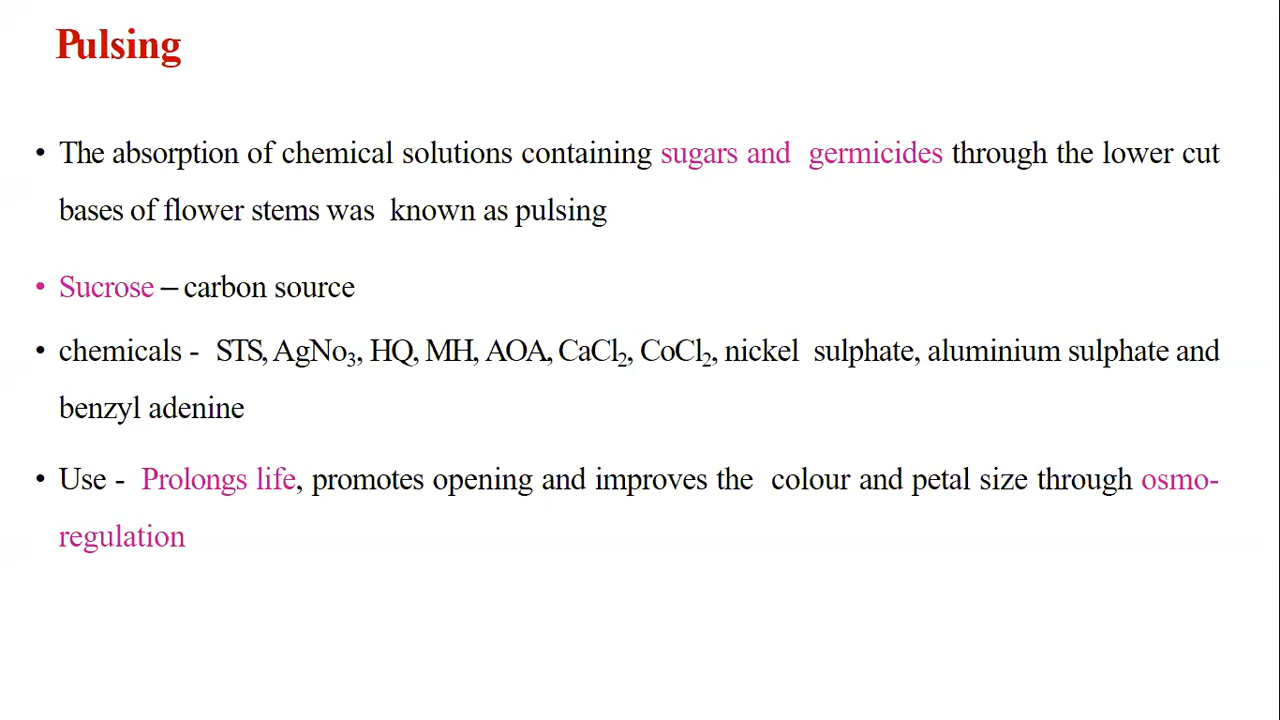 Pulsing
• The absorption of chemical solutions containing sugars and germicides through the lower cut
bases of flower stems was known as pulsing
• Sucrose – carbon source
• chemicals - STS, AgNo₃, HQ, MH, AOA, CaCl₂, CoCl₂, nickel sulphate, aluminium sulphate and
benzyl adenine
• Use - Prolongs life, promotes opening and improves the colour and petal size through osmo-
regulation